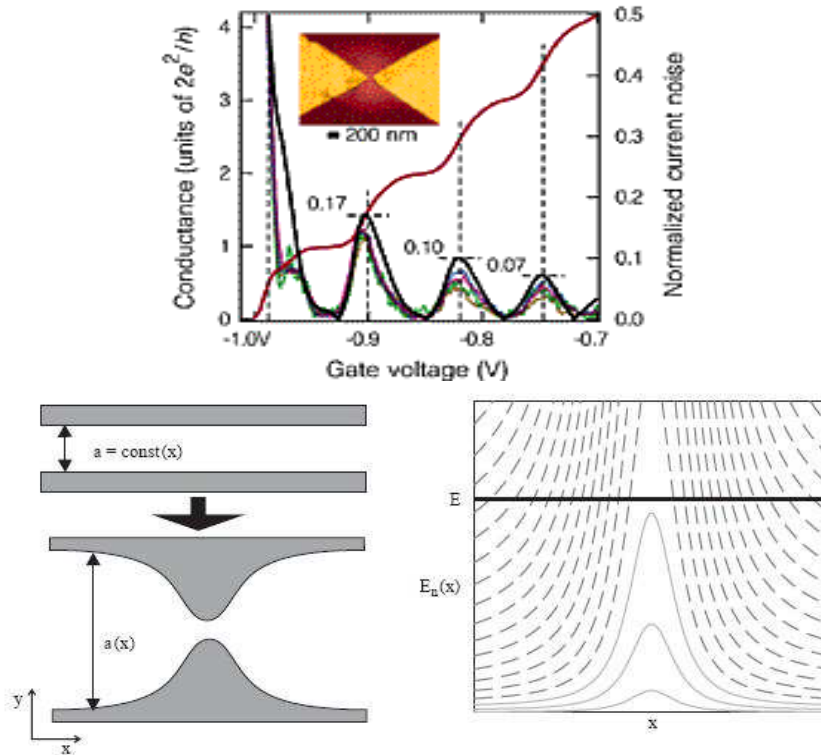 Conductance (units of 2e²/h)
4
3
2
1
0
200 nm
0.17
0.10
0.07
0.5
0.4
0.3
0.2
0.1
0.0
Normalized current noise
-1.0V
-0.9
-0.8
-0.7
Gate voltage (V)
a = const(x)
a(x)
y
x
E
Eₙ(x)
x